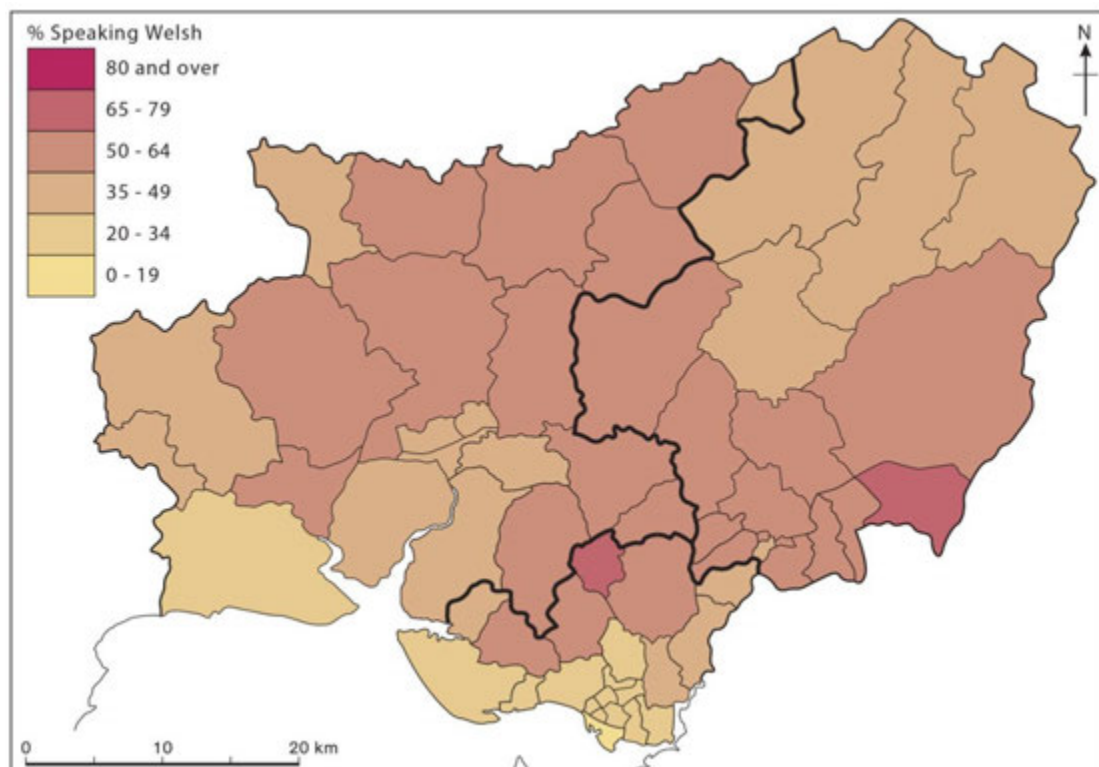 % Speaking Welsh
80 and over
65 - 79
50 - 64
35 - 49
20 - 34
0 - 19
N
0 10 20 km